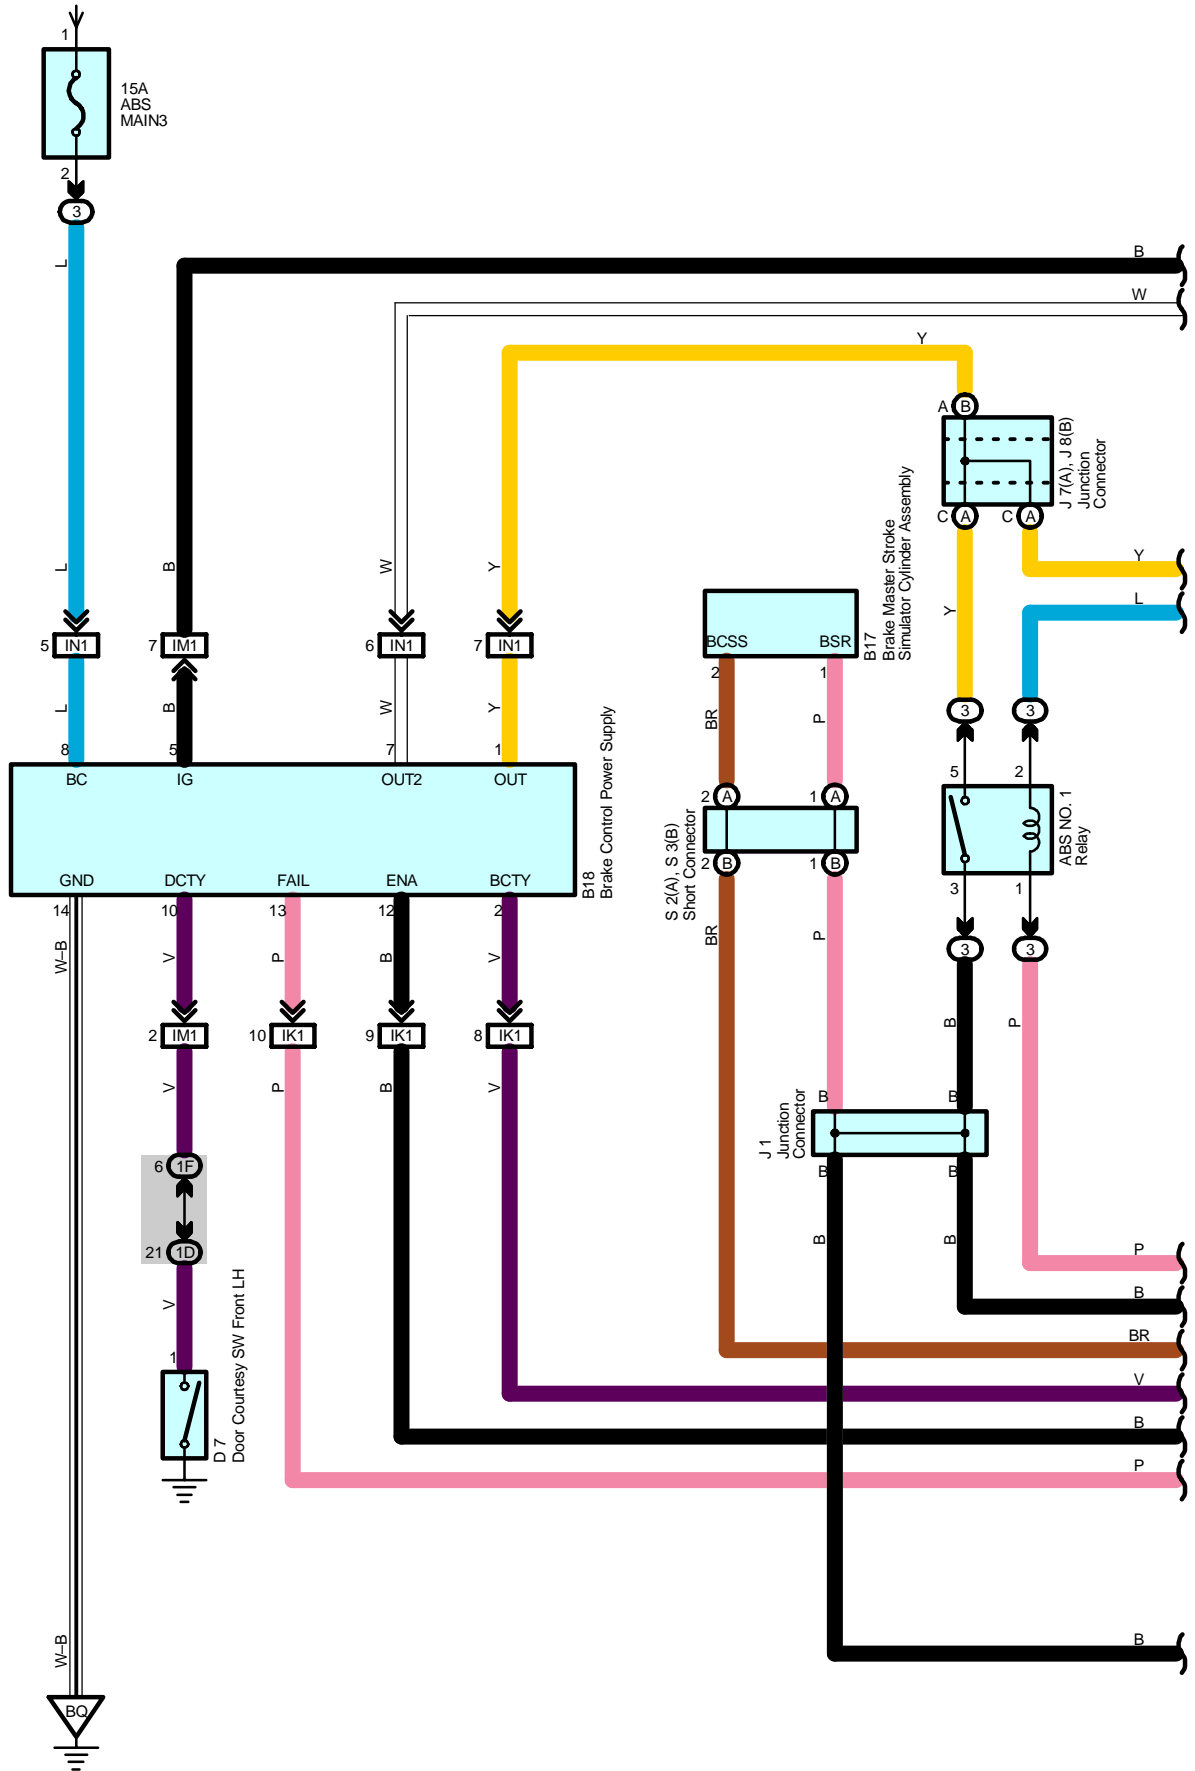 1
15A
ABS
MAIN3
2
3
L
B
W
Y
A B
J 7(A), J 8(B)
Junction
Connector
C A C A
Y
L
L
B
W
Y
B17
Brake Master Stroke
Simulator Cylinder Assembly
BCSS BSR
2 1
Y
5 IN1 7 IM1 6 IN1 7 IN1
L
B
W
Y
BR
P
3 3
8 5 7 1
BC IG OUT2 OUT
B18
Brake Control Power Supply
5 2
ABS NO. 1
Relay
2 A 1 A
S 2(A), S 3(B)
Short Connector
2 B 1 B
GND DCTY FAIL ENA BCTY
14 10 13 12 2
3 1
W–B
V
P
B
V
BR
P
3 3
2 IM1 10 IK1 9 IK1 8 IK1
B
P
V
P
B
V
B B
J 1
Junction
Connector
B B
6 1F
21 1D
B
B
P
V
B
1
D 7
Door Courtesy SW Front LH
BR
V
B
P
W–B
B
BQ